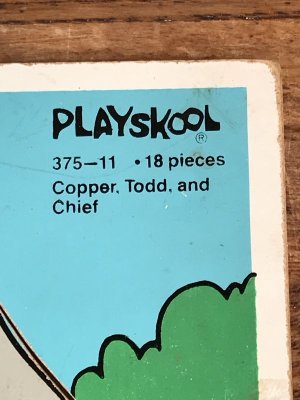 PLAYSKOOL®
375-11 • 18 pieces
Copper, Todd, and
Chief